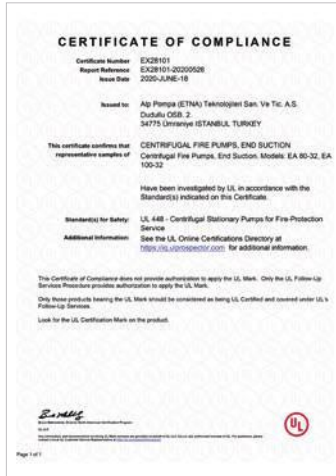 CERTIFICATE OF COMPLIANCE
Certificate Number EX28101
Report Reference EX28101-20200526
Issue Date 2020-JUNE-18
Issued to: Alp Pompa (ETNA) Teknolojileri San. Ve Tic. A.S.
Dudullu OSB. 2.
34775 Ümraniye ISTANBUL TURKEY
This certificate confirms that CENTRIFUGAL FIRE PUMPS, END SUCTION
representative samples of Centrifugal Fire Pumps, End Suction. Models: EA 80-32, EA
100-32
Have been investigated by UL in accordance with the
Standard(s) indicated on this Certificate.
Standard(s) for Safety: UL 448 - Centrifugal Stationary Pumps for Fire-Protection
Service
Additional Information: See the UL Online Certifications Directory at
https://iq.ulprospector.com for additional information.
This Certificate of Compliance does not provide authorization to apply the UL Mark. Only the UL Follow-Up
Services Procedure provides authorization to apply the UL Mark.
Only those products bearing the UL Mark should be considered as being UL Certified and covered under UL's
Follow-Up Services.
Look for the UL Certification Mark on the product.
UL
Page 1 of 1